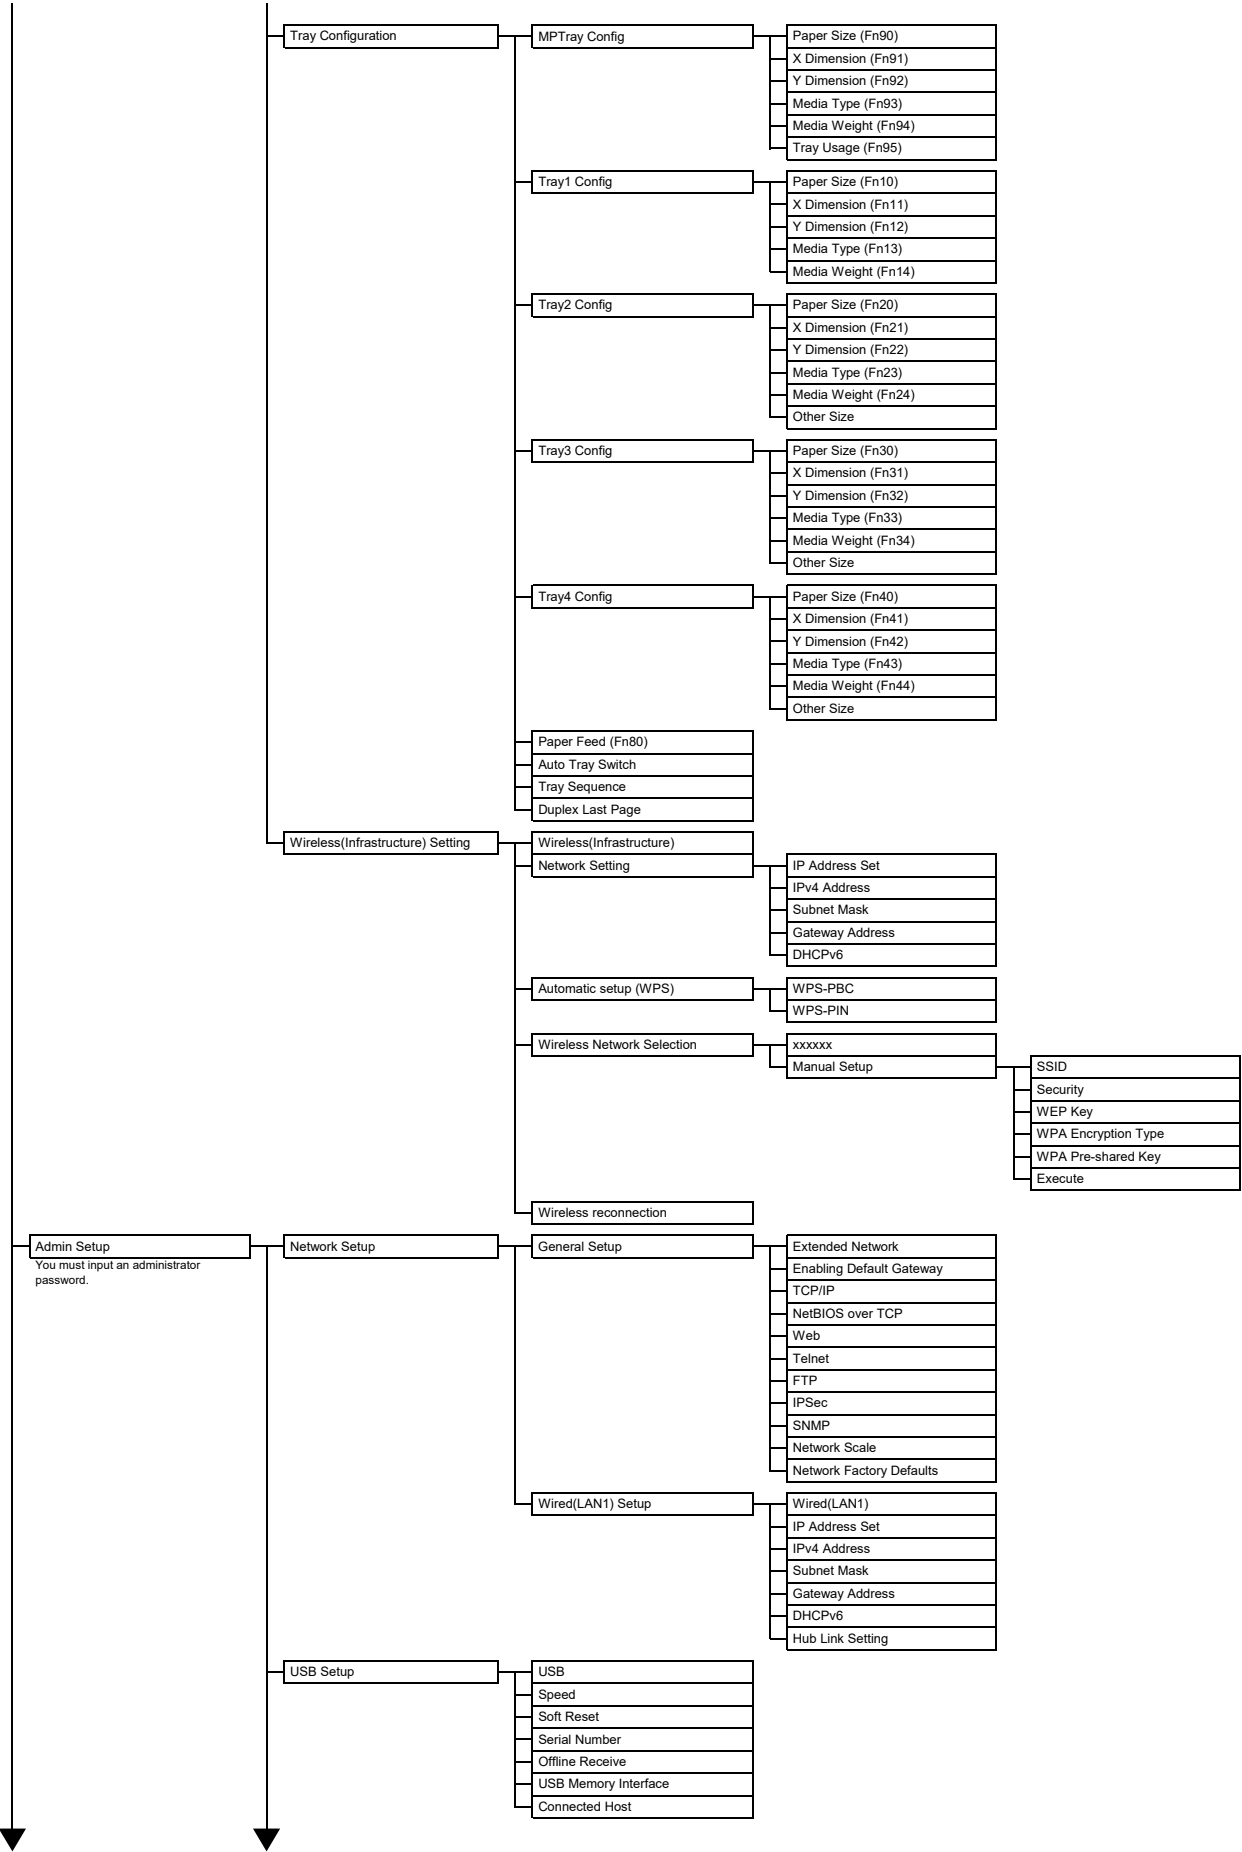 Tray Configuration
MPTray Config
Paper Size (Fn90)
X Dimension (Fn91)
Y Dimension (Fn92)
Media Type (Fn93)
Media Weight (Fn94)
Tray Usage (Fn95)
Tray1 Config
Paper Size (Fn10)
X Dimension (Fn11)
Y Dimension (Fn12)
Media Type (Fn13)
Media Weight (Fn14)
Tray2 Config
Paper Size (Fn20)
X Dimension (Fn21)
Y Dimension (Fn22)
Media Type (Fn23)
Media Weight (Fn24)
Other Size
Tray3 Config
Paper Size (Fn30)
X Dimension (Fn31)
Y Dimension (Fn32)
Media Type (Fn33)
Media Weight (Fn34)
Other Size
Tray4 Config
Paper Size (Fn40)
X Dimension (Fn41)
Y Dimension (Fn42)
Media Type (Fn43)
Media Weight (Fn44)
Other Size
Paper Feed (Fn80)
Auto Tray Switch
Tray Sequence
Duplex Last Page
Wireless(Infrastructure) Setting
Wireless(Infrastructure)
Network Setting
IP Address Set
IPv4 Address
Subnet Mask
Gateway Address
DHCPv6
Automatic setup (WPS)
WPS-PBC
WPS-PIN
Wireless Network Selection
xxxxxx
Manual Setup
SSID
Security
WEP Key
WPA Encryption Type
WPA Pre-shared Key
Execute
Wireless reconnection
Admin Setup
You must input an administrator
password.
Network Setup
General Setup
Extended Network
Enabling Default Gateway
TCP/IP
NetBIOS over TCP
Web
Telnet
FTP
IPSec
SNMP
Network Scale
Network Factory Defaults
Wired(LAN1) Setup
Wired(LAN1)
IP Address Set
IPv4 Address
Subnet Mask
Gateway Address
DHCPv6
Hub Link Setting
USB Setup
USB
Speed
Soft Reset
Serial Number
Offline Receive
USB Memory Interface
Connected Host